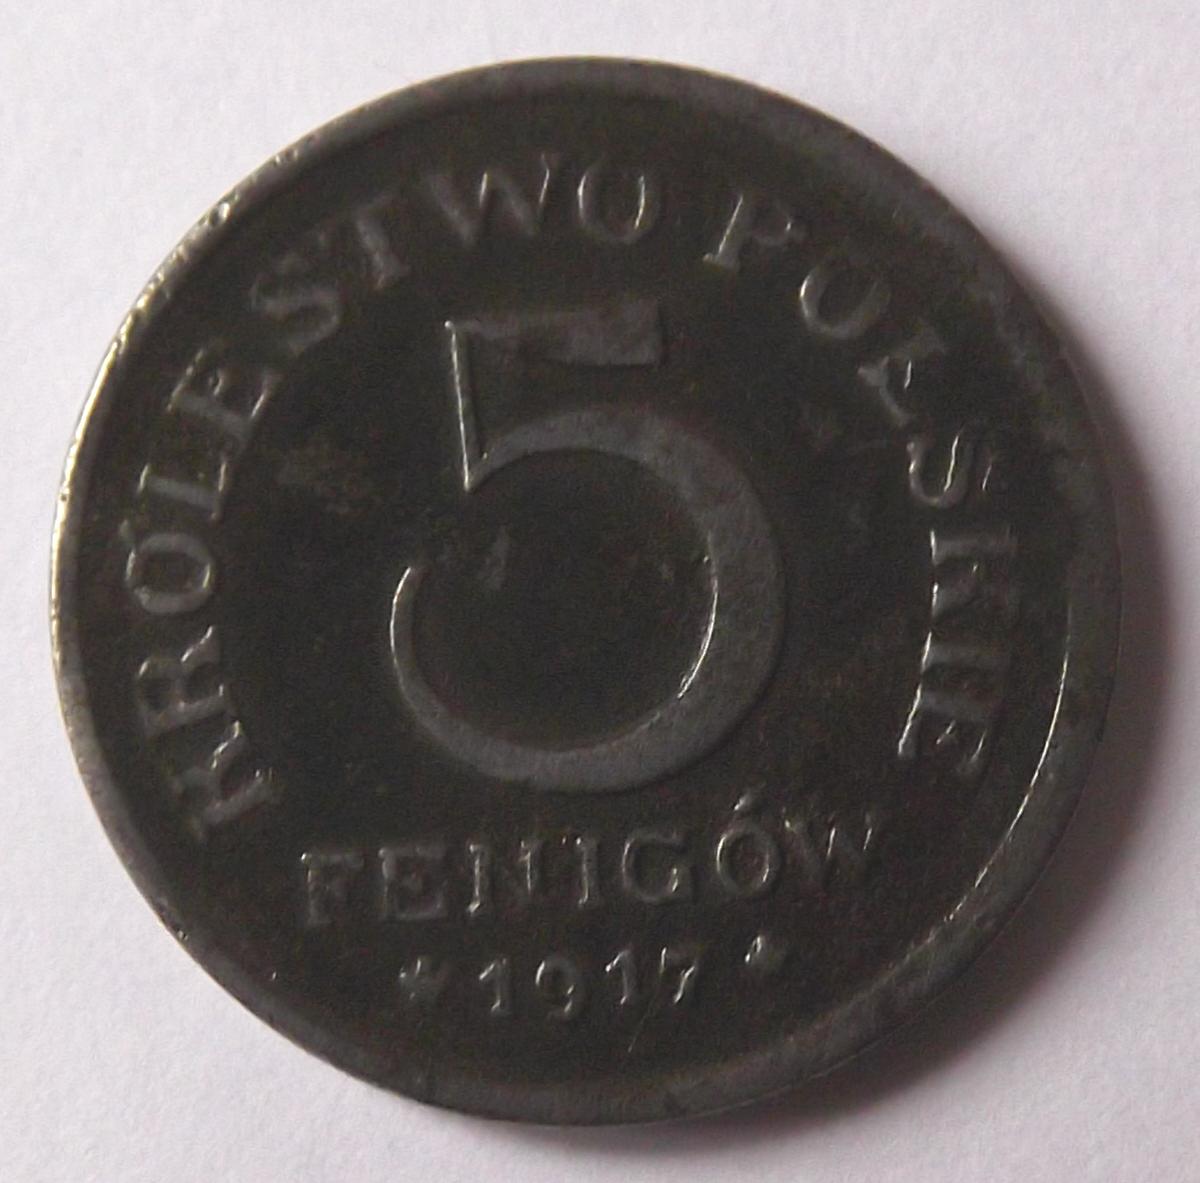 KRÓLESTWO POLSKIE
5
FENIGÓW
* 1917 *